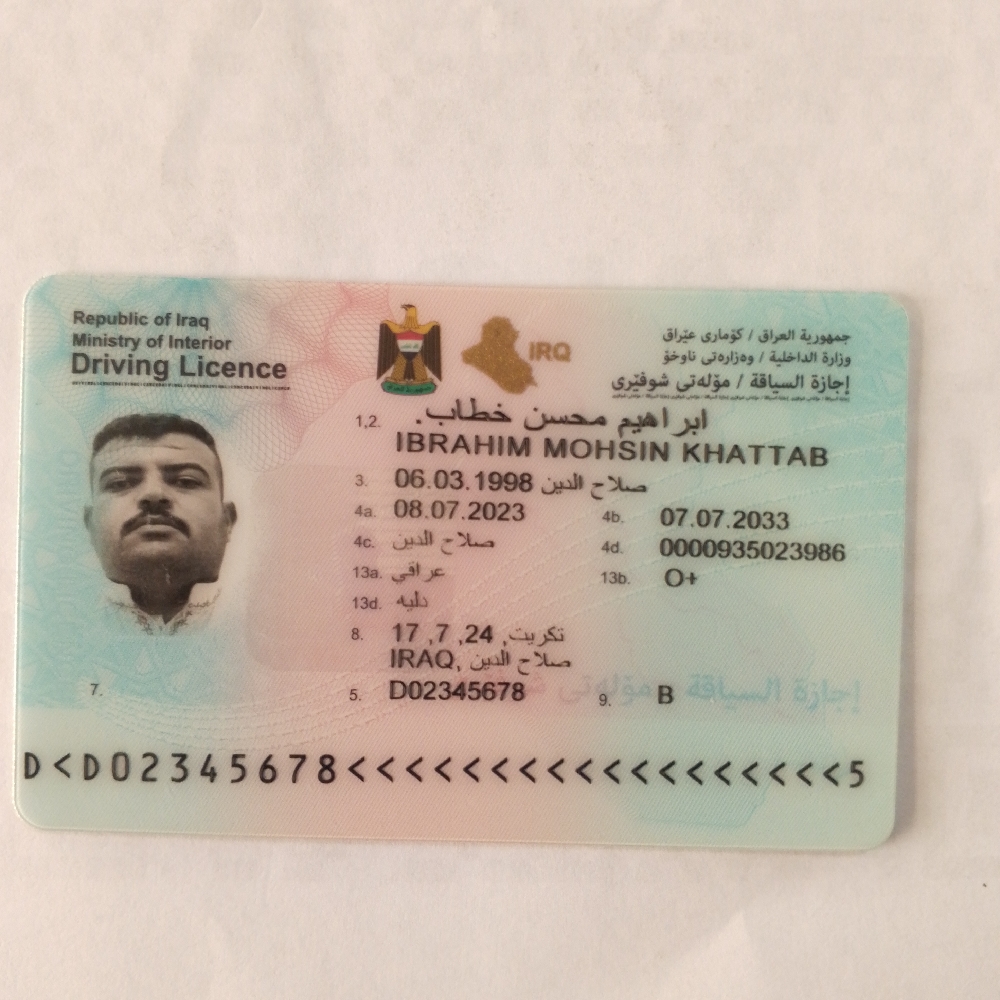 Republic of Iraq
Ministry of Interior
Driving Licence
IRQ
جمهورية العراق / كۆماری عێراق
وزارة الداخلية / وەزارەتی ناوخۆ
إجازة السياقة / مۆڵەتی شوفێری
1,2. ابراهيم محسن خطاب.
IBRAHIM MOHSIN KHATTAB
3. 06.03.1998 صلاح الدين
4a. 08.07.2023 4b. 07.07.2033
4c. صلاح الدين 4d. 0000935023986
13a. عراقي 13b. O+
13d.
8. تكريت, 24, 7, 17
صلاح الدين, IRAQ
7. 5. D02345678 9. B
إجازة السياقة مۆڵەتی
D<D02345678<<<<<<<<<<<<<<<<<<5